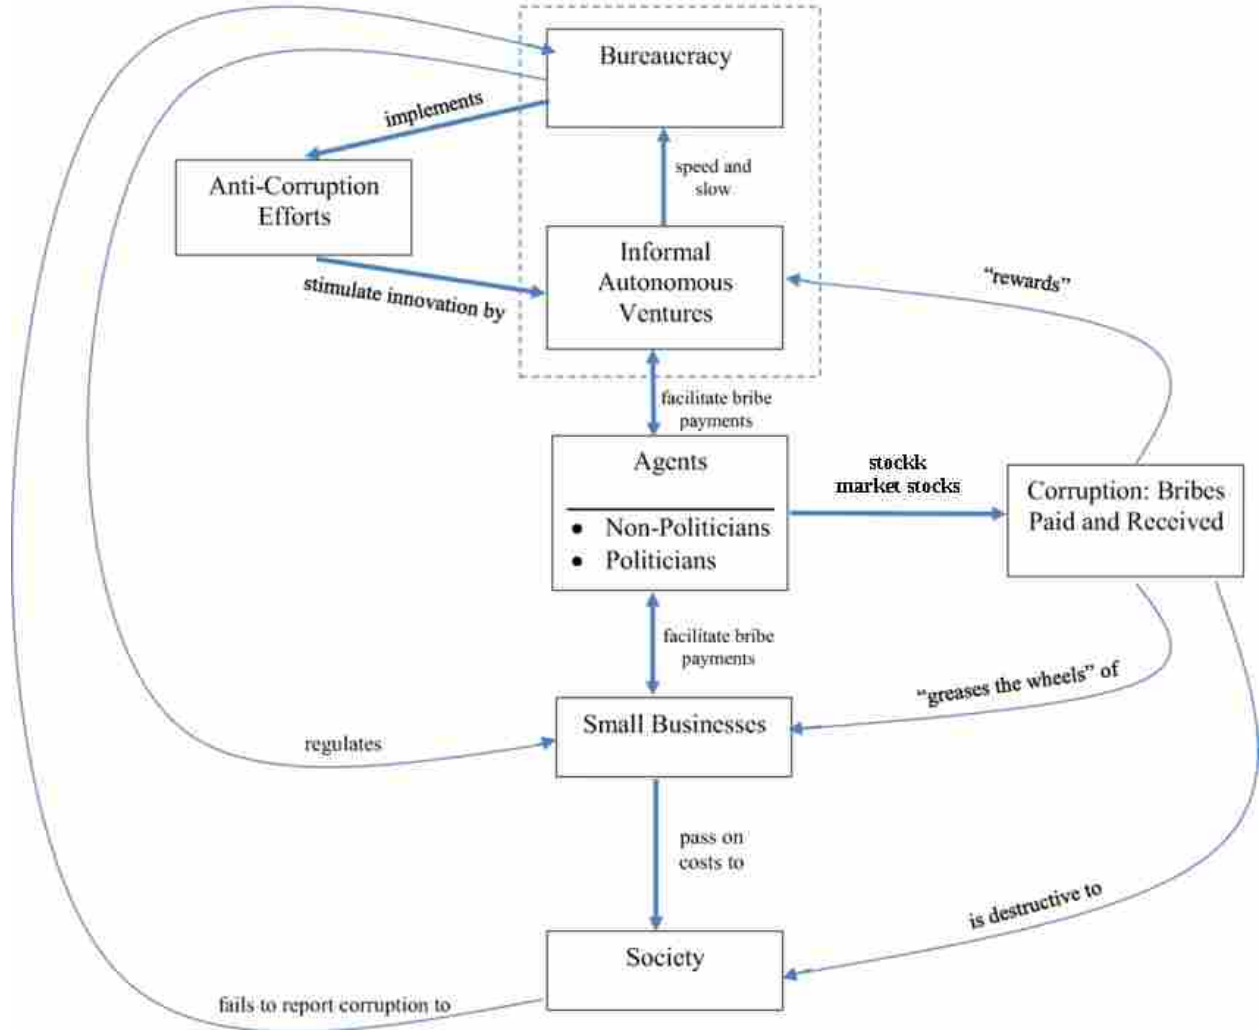 Bureaucracy
implements
speed and
slow
Anti-Corruption
Efforts
stimulate innovation by
Informal
Autonomous
Ventures
“rewards”
facilitate bribe
payments
Agents
• Non-Politicians
• Politicians
stockk
market stocks
Corruption: Bribes
Paid and Received
facilitate bribe
payments
“greases the wheels” of
Small Businesses
regulates
pass on
costs to
is destructive to
Society
fails to report corruption to